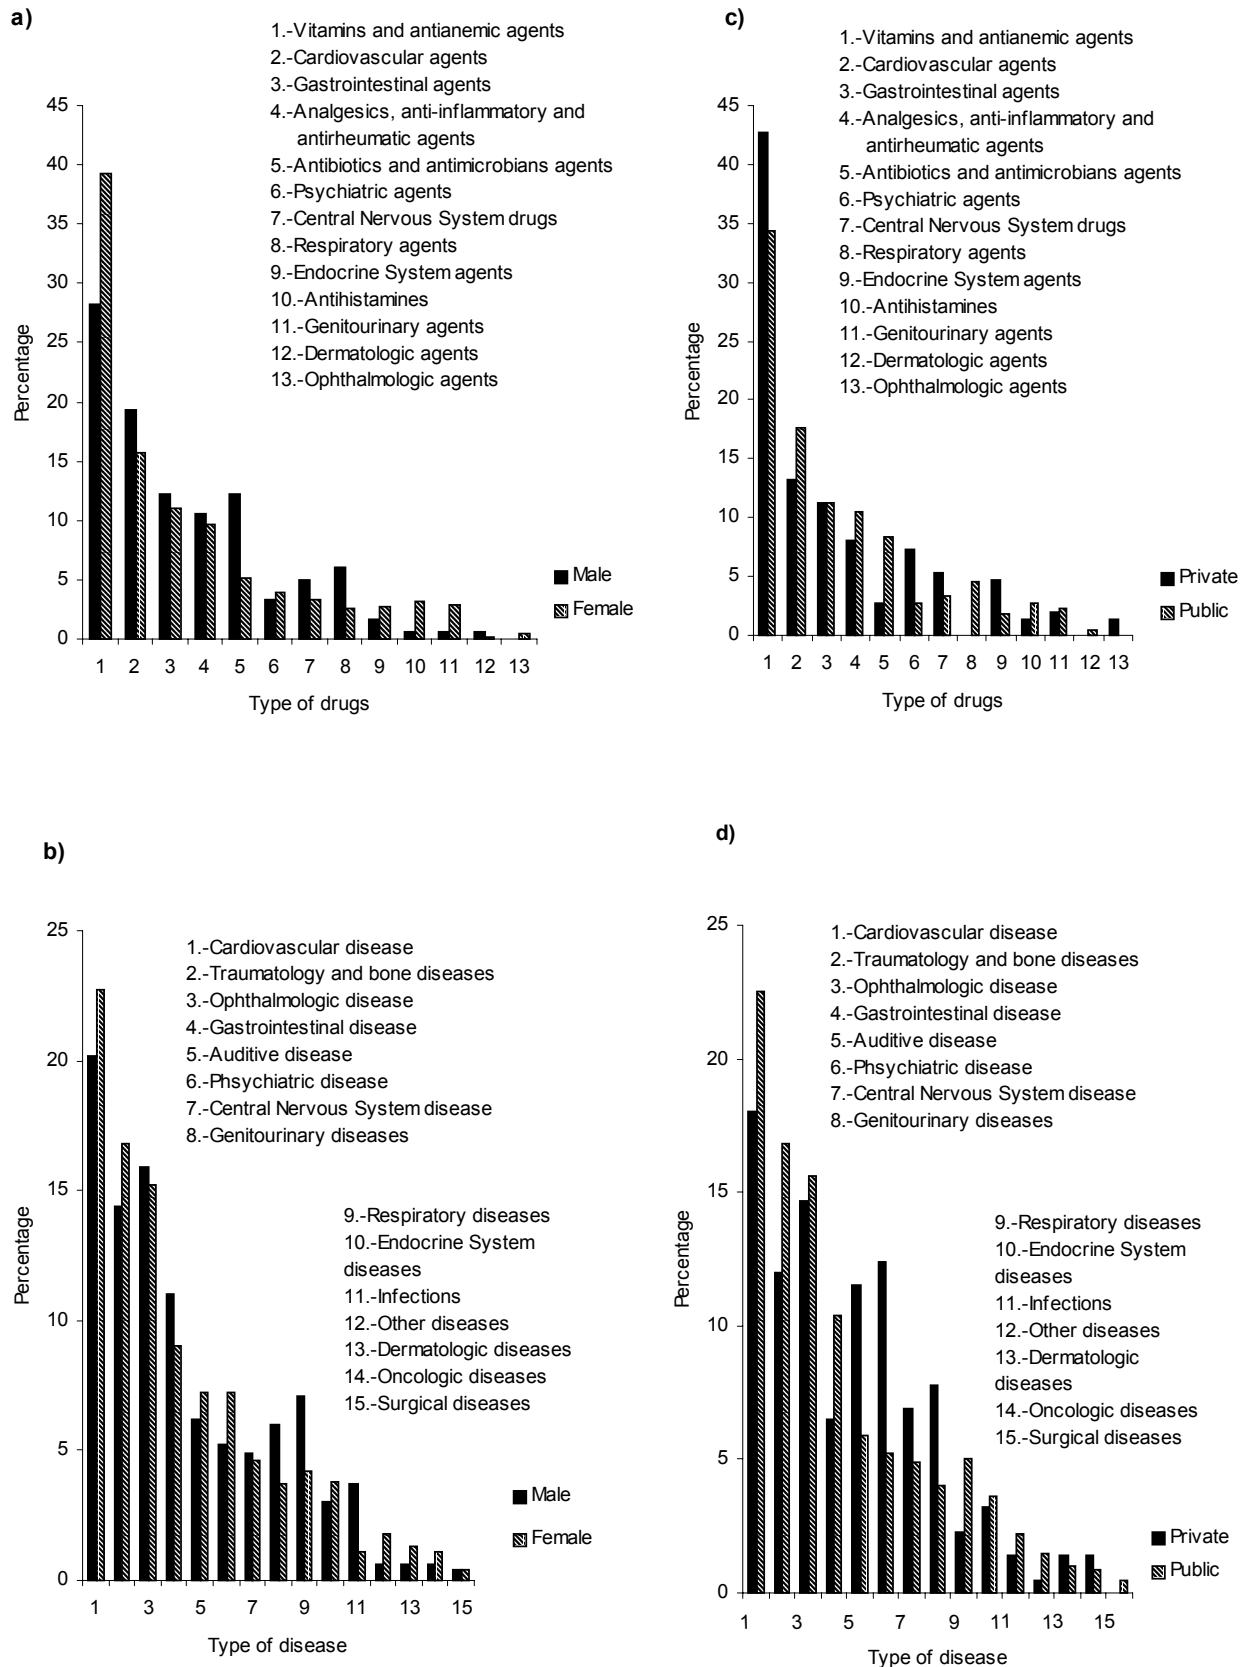 a)
1.-Vitamins and antianemic agents
2.-Cardiovascular agents
3.-Gastrointestinal agents
4.-Analgesics, anti-inflammatory and
antirheumatic agents
5.-Antibiotics and antimicrobians agents
6.-Psychiatric agents
7.-Central Nervous System drugs
8.-Respiratory agents
9.-Endocrine System agents
10.-Antihistamines
11.-Genitourinary agents
12.-Dermatologic agents
13.-Ophthalmologic agents
45
40
35
30
25
20
15
10
5
0
Percentage
Male
Female
1 2 3 4 5 6 7 8 9 10 11 12 13
Type of drugs
c)
1.-Vitamins and antianemic agents
2.-Cardiovascular agents
3.-Gastrointestinal agents
4.-Analgesics, anti-inflammatory and
antirheumatic agents
5.-Antibiotics and antimicrobians agents
6.-Psychiatric agents
7.-Central Nervous System drugs
8.-Respiratory agents
9.-Endocrine System agents
10.-Antihistamines
11.-Genitourinary agents
12.-Dermatologic agents
13.-Ophthalmologic agents
45
40
35
30
25
20
15
10
5
0
Percentage
Private
Public
1 2 3 4 5 6 7 8 9 10 11 12 13
Type of drugs
b)
25
20
15
10
5
0
Percentage
1.-Cardiovascular disease
2.-Traumatology and bone diseases
3.-Ophthalmologic disease
4.-Gastrointestinal disease
5.-Auditive disease
6.-Phsychiatric disease
7.-Central Nervous System disease
8.-Genitourinary diseases
9.-Respiratory diseases
10.-Endocrine System
diseases
11.-Infections
12.-Other diseases
13.-Dermatologic diseases
14.-Oncologic diseases
15.-Surgical diseases
Male
Female
1 3 5 7 9 11 13 15
Type of disease
d)
25
20
15
10
5
0
Percentage
1.-Cardiovascular disease
2.-Traumatology and bone diseases
3.-Ophthalmologic disease
4.-Gastrointestinal disease
5.-Auditive disease
6.-Phsychiatric disease
7.-Central Nervous System disease
8.-Genitourinary diseases
9.-Respiratory diseases
10.-Endocrine System
diseases
11.-Infections
12.-Other diseases
13.-Dermatologic
diseases
14.-Oncologic diseases
15.-Surgical diseases
Private
Public
1 3 5 7 9 11 13 15
Type of disease